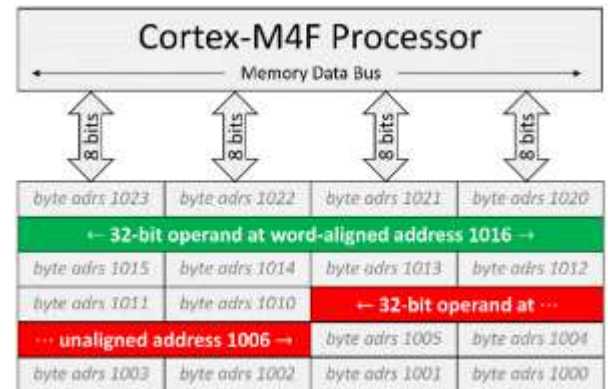 Cortex-M4F Processor
Memory Data Bus
8 bits 8 bits 8 bits 8 bits
byte adrs 1023 byte adrs 1022 byte adrs 1021 byte adrs 1020
← 32-bit operand at word-aligned address 1016 →
byte adrs 1015 byte adrs 1014 byte adrs 1013 byte adrs 1012
byte adrs 1011 byte adrs 1010 ← 32-bit operand at ⋯
⋯ unaligned address 1006 → byte adrs 1005 byte adrs 1004
byte adrs 1003 byte adrs 1002 byte adrs 1001 byte adrs 1000